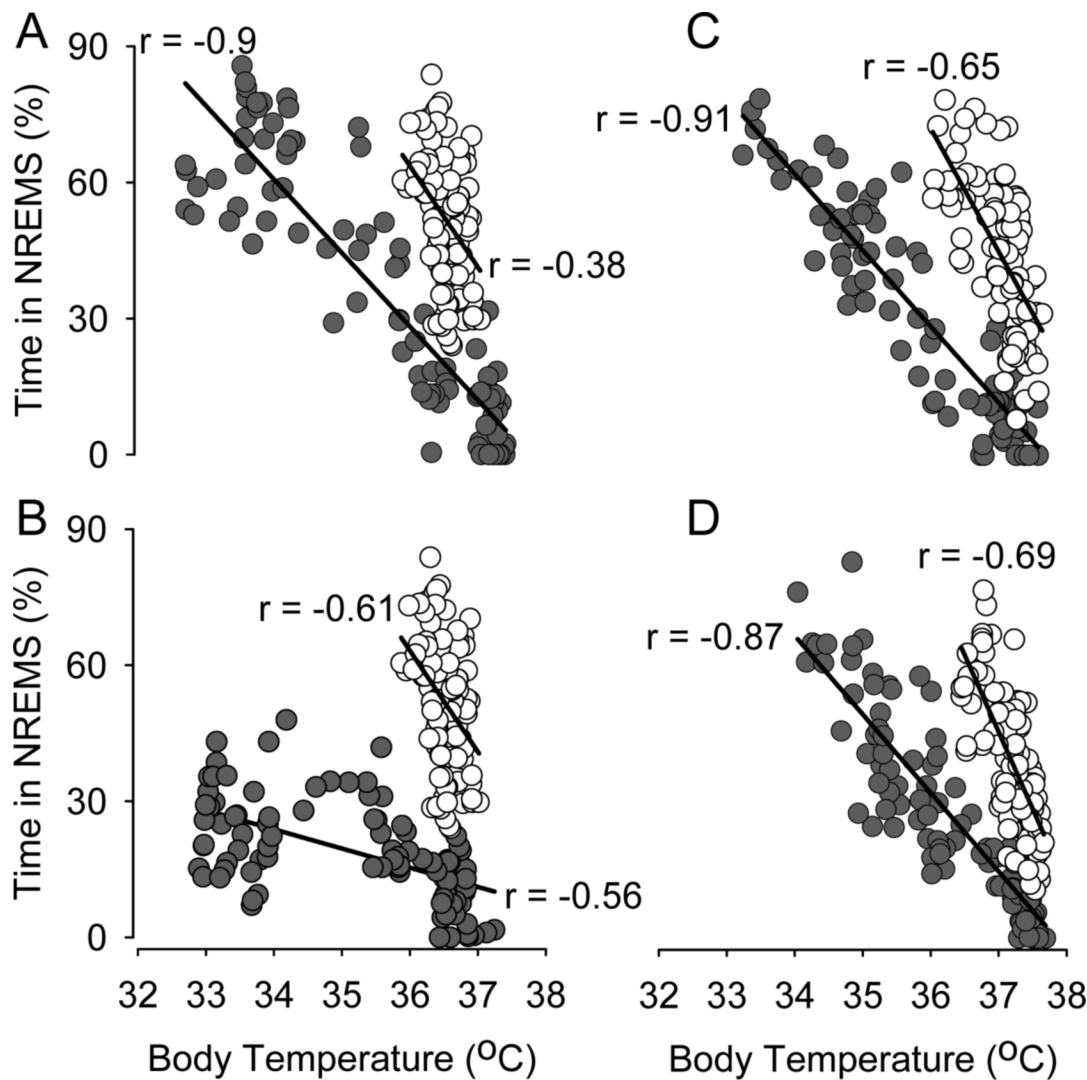 A
C
90
r = -0.9
r = -0.65
r = -0.91
60
r = -0.38
30
0
Time in NREMS (%)
B
D
90
r = -0.69
r = -0.61
r = -0.87
60
30
r = -0.56
0
Time in NREMS (%)
32 33 34 35 36 37 38
32 33 34 35 36 37 38
Body Temperature (°C)
Body Temperature (°C)